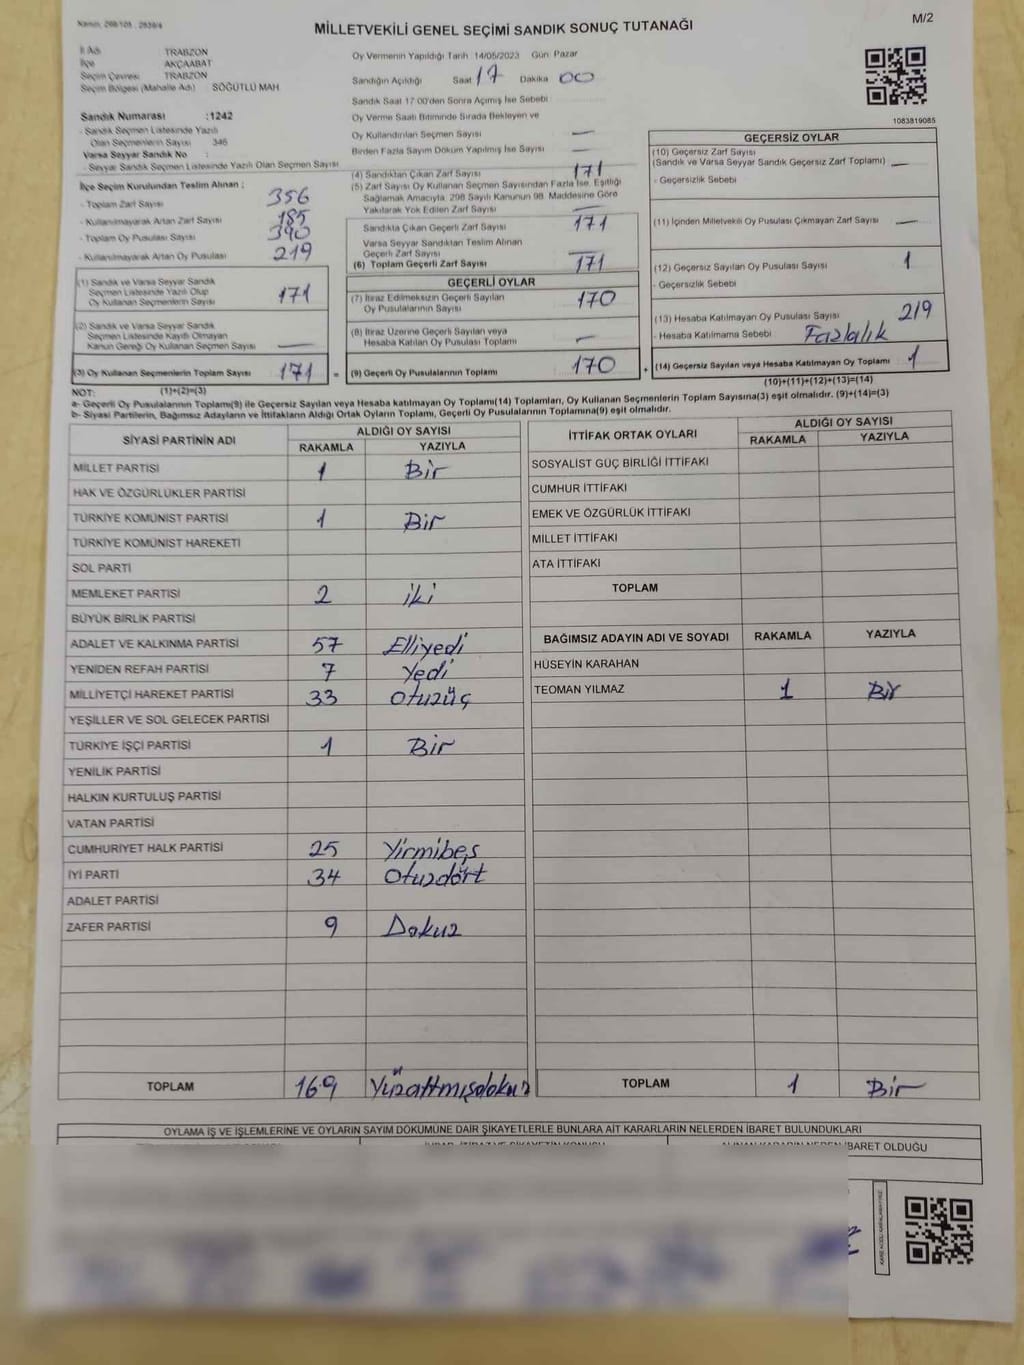 MİLLETVEKİLİ GENEL SEÇİMİ SANDIK SONUÇ TUTANAĞI
M/2
İl Adı TRABZON
İlçe AKÇAABAT
Seçim Çevresi TRABZON
Seçim Bölgesi (Mahalle Adı) SÖĞÜTLÜ MAH
Oy Vermenin Yapıldığı Tarih 14/05/2023 Gün Pazar
Sandığın Açıldığı Saat 17 Dakika 00
Sandık Saat 17:00'den Sonra Açılmış İse Sebebi
Oy Verme Saati Bitiminde Sırada Bekleyen ve
Oy Kullandırılan Seçmen Sayısı —
Birden Fazla Sayım Döküm Yapılmış İse Sayısı —
1083819085
Sandık Numarası :1242
- Sandık Seçmen Listesinde Yazılı
Olan Seçmenlerin Sayısı 346
Varsa Seyyar Sandık No :
- Seyyar Sandık Seçmen Listesinde Yazılı Olan Seçmen Sayısı
İlçe Seçim Kurulundan Teslim Alınan ;
- Toplam Zarf Sayısı 356
- Kullanılmayarak Artan Zarf Sayısı 185
- Toplam Oy Pusulası Sayısı 390
- Kullanılmayarak Artan Oy Pusulası 219
(1) Sandık ve Varsa Seyyar Sandık
Seçmen Listesinde Yazılı Olup
Oy Kullanan Seçmenlerin Sayısı 171
(2) Sandık ve Varsa Seyyar Sandık
Seçmen Listesinde Kayıtlı Olmayan
Kanun Gereği Oy Kullanan Seçmen Sayısı —
(3) Oy Kullanan Seçmenlerin Toplam Sayısı 171 =
(4) Sandıktan Çıkan Zarf Sayısı 171
(5) Zarf Sayısı Oy Kullanan Seçmen Sayısından Fazla İse, Eşitliği
Sağlamak Amacıyla, 298 Sayılı Kanunun 98. Maddesine Göre
Yakılarak Yok Edilen Zarf Sayısı —
Sandıkta Çıkan Geçerli Zarf Sayısı 171
Varsa Seyyar Sandıktan Teslim Alınan
Geçerli Zarf Sayısı —
(6) Toplam Geçerli Zarf Sayısı 171
GEÇERLİ OYLAR
(7) İtiraz Edilmeksizin Geçerli Sayılan
Oy Pusulalarının Sayısı 170
(8) İtiraz Üzerine Geçerli Sayılan veya
Hesaba Katılan Oy Pusulası Toplamı —
(9) Geçerli Oy Pusulalarının Toplamı 170 +
GEÇERSİZ OYLAR
(10) Geçersiz Zarf Sayısı
(Sandık ve Varsa Seyyar Sandık Geçersiz Zarf Toplamı) —
- Geçersizlik Sebebi
(11) İçinden Milletvekili Oy Pusulası Çıkmayan Zarf Sayısı —
(12) Geçersiz Sayılan Oy Pusulası Sayısı 1
- Geçersizlik Sebebi
(13) Hesaba Katılmayan Oy Pusulası Sayısı 219
- Hesaba Katılmama Sebebi Fazlalık
(14) Geçersiz Sayılan veya Hesaba Katılmayan Oy Toplamı 1
(10)+(11)+(12)+(13)=(14)
NOT: (1)+(2)=(3)
a- Geçerli Oy Pusulalarının Toplamı(9) ile Geçersiz Sayılan veya Hesaba katılmayan Oy Toplamı(14) Toplamları, Oy Kullanan Seçmenlerin Toplam Sayısına(3) eşit olmalıdır. (9)+(14)=(3)
b- Siyasi Partilerin, Bağımsız Adayların ve İttifakların Aldığı Ortak Oyların Toplamı, Geçerli Oy Pusulalarının Toplamına(9) eşit olmalıdır.
SİYASİ PARTİNİN ADI ALDIĞI OY SAYISI
RAKAMLA YAZIYLA
MİLLET PARTİSİ 1 Bir
HAK VE ÖZGÜRLÜKLER PARTİSİ
TÜRKİYE KOMÜNİST PARTİSİ 1 Bir
TÜRKİYE KOMÜNİST HAREKETİ
SOL PARTİ
MEMLEKET PARTİSİ 2 iki
BÜYÜK BİRLİK PARTİSİ
ADALET VE KALKINMA PARTİSİ 57 Elliyedi
YENİDEN REFAH PARTİSİ 7 Yedi
MİLLİYETÇİ HAREKET PARTİSİ 33 Otuzüç
YEŞİLLER VE SOL GELECEK PARTİSİ
TÜRKİYE İŞÇİ PARTİSİ 1 Bir
YENİLİK PARTİSİ
HALKIN KURTULUŞ PARTİSİ
VATAN PARTİSİ
CUMHURİYET HALK PARTİSİ 25 Yirmibeş
İYİ PARTİ 34 Otuzdört
ADALET PARTİSİ
ZAFER PARTİSİ 9 Dokuz
TOPLAM 169 Yüzattmışdokuz
İTTİFAK ORTAK OYLARI ALDIĞI OY SAYISI
RAKAMLA YAZIYLA
SOSYALİST GÜÇ BİRLİĞİ İTTİFAKI
CUMHUR İTTİFAKI
EMEK VE ÖZGÜRLÜK İTTİFAKI
MİLLET İTTİFAKI
ATA İTTİFAKI
TOPLAM
BAĞIMSIZ ADAYIN ADI VE SOYADI RAKAMLA YAZIYLA
HÜSEYİN KARAHAN
TEOMAN YILMAZ 1 Bir
TOPLAM 1 Bir
OYLAMA İŞ VE İŞLEMLERİNE VE OYLARIN SAYIM DÖKÜMÜNE DAİR ŞİKAYETLERLE BUNLARA AİT KARARLARIN NELERDEN İBARET BULUNDUKLARI
İBARET OLDUĞU